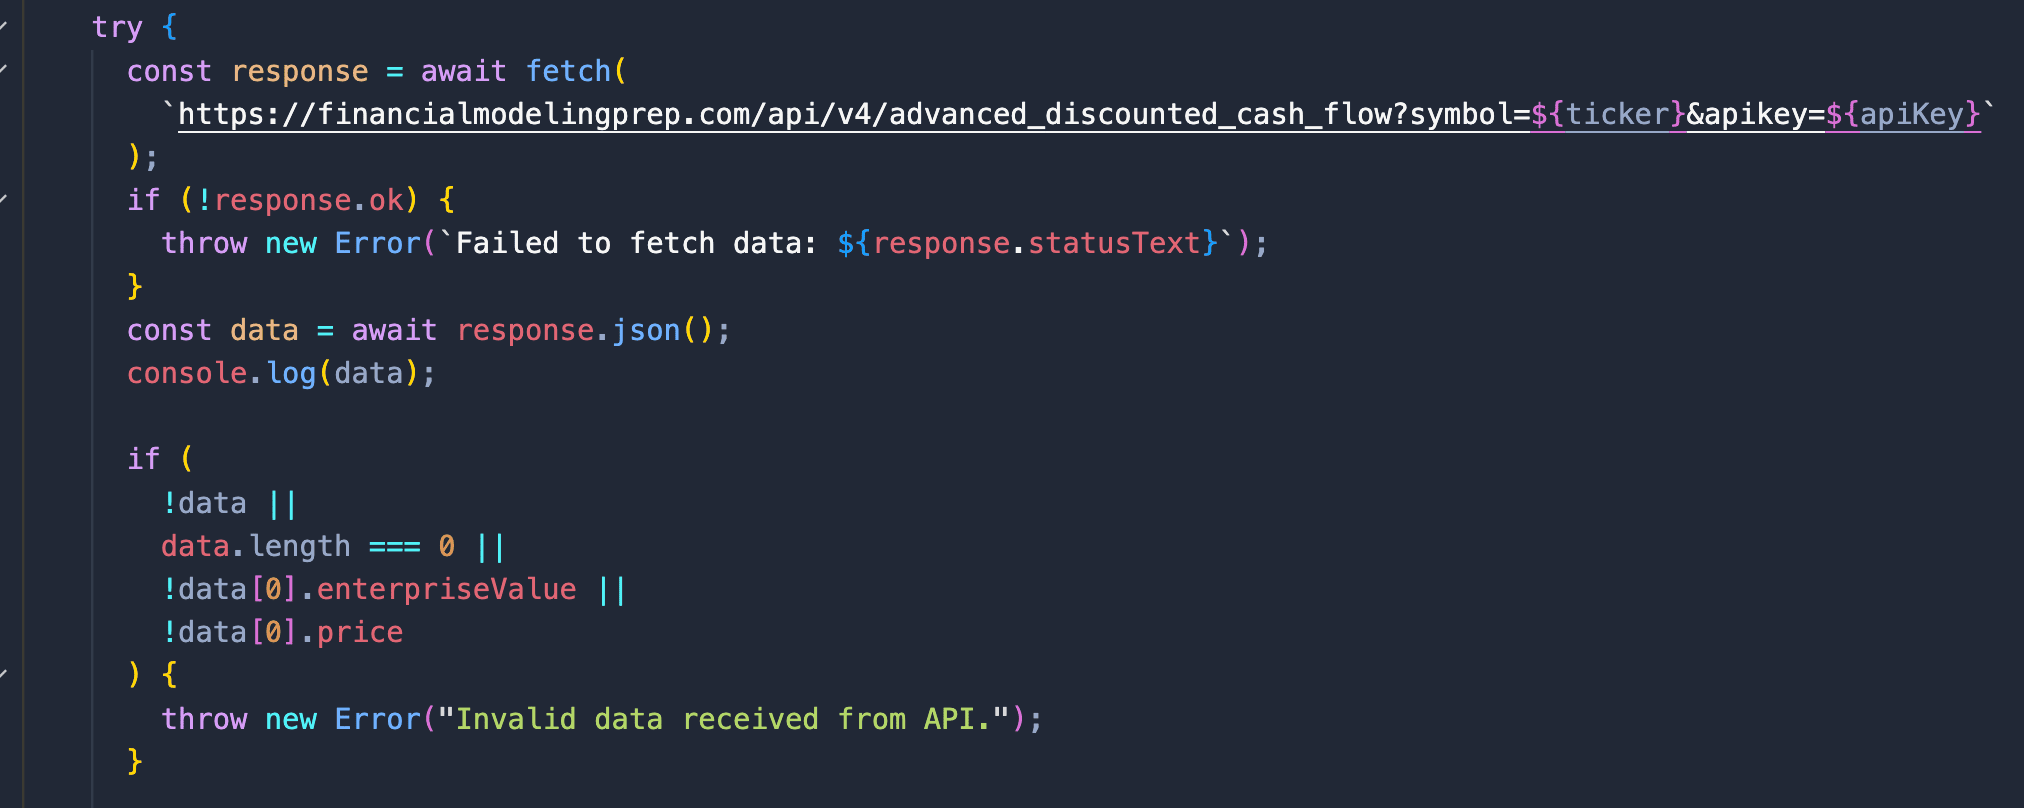 try {
const response = await fetch(
`https://financialmodelingprep.com/api/v4/advanced_discounted_cash_flow?symbol=${ticker}&apikey=${apiKey}`
);
if (!response.ok) {
throw new Error(`Failed to fetch data: ${response.statusText}`);
}
const data = await response.json();
console.log(data);
if (
!data ||
data.length === 0 ||
!data[0].enterpriseValue ||
!data[0].price
) {
throw new Error("Invalid data received from API.");
}